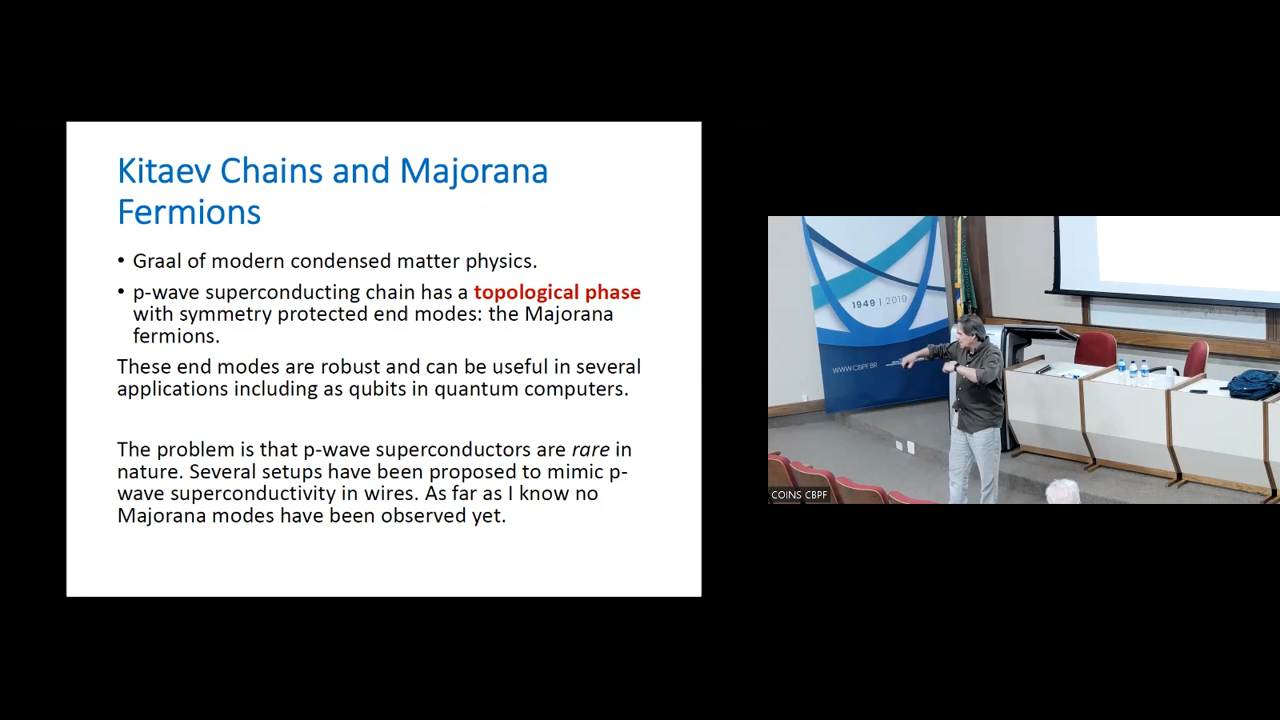 Kitaev Chains and Majorana
Fermions
• Graal of modern condensed matter physics.
• p-wave superconducting chain has a topological phase
with symmetry protected end modes: the Majorana
fermions.
These end modes are robust and can be useful in several
applications including as qubits in quantum computers.
The problem is that p-wave superconductors are rare in
nature. Several setups have been proposed to mimic p-
wave superconductivity in wires. As far as I know no
Majorana modes have been observed yet.
1949 | 2019
WWW.CBPF.BR
COINS CBPF